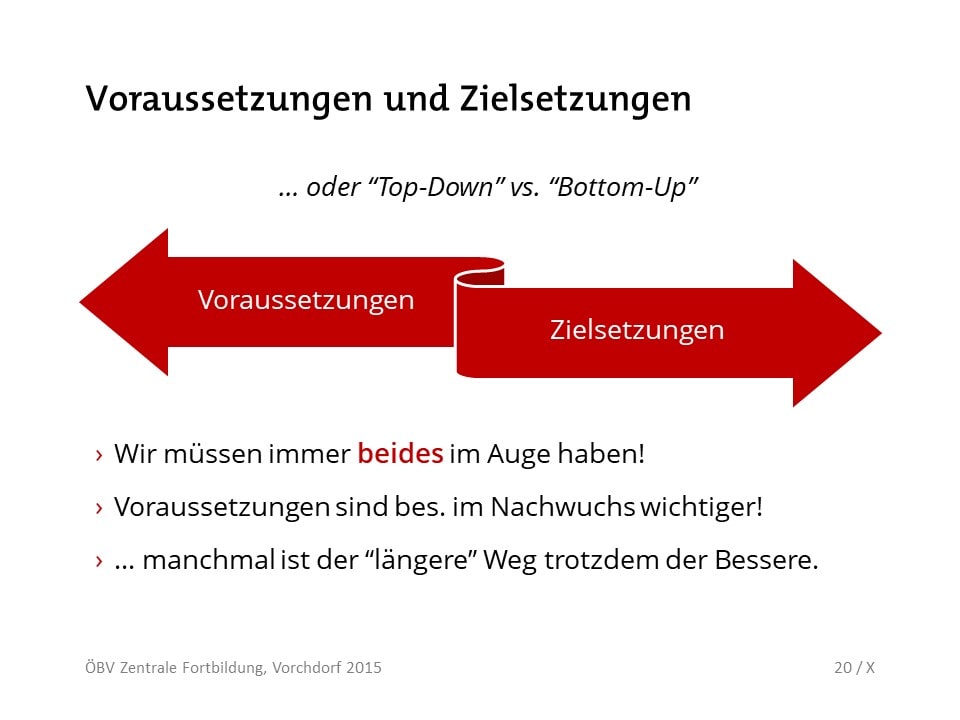 Voraussetzungen und Zielsetzungen
… oder “Top-Down” vs. “Bottom-Up”
Voraussetzungen
Zielsetzungen
› Wir müssen immer beides im Auge haben!
› Voraussetzungen sind bes. im Nachwuchs wichtiger!
› … manchmal ist der “längere” Weg trotzdem der Bessere.
ÖBV Zentrale Fortbildung, Vorchdorf 2015
20 / X